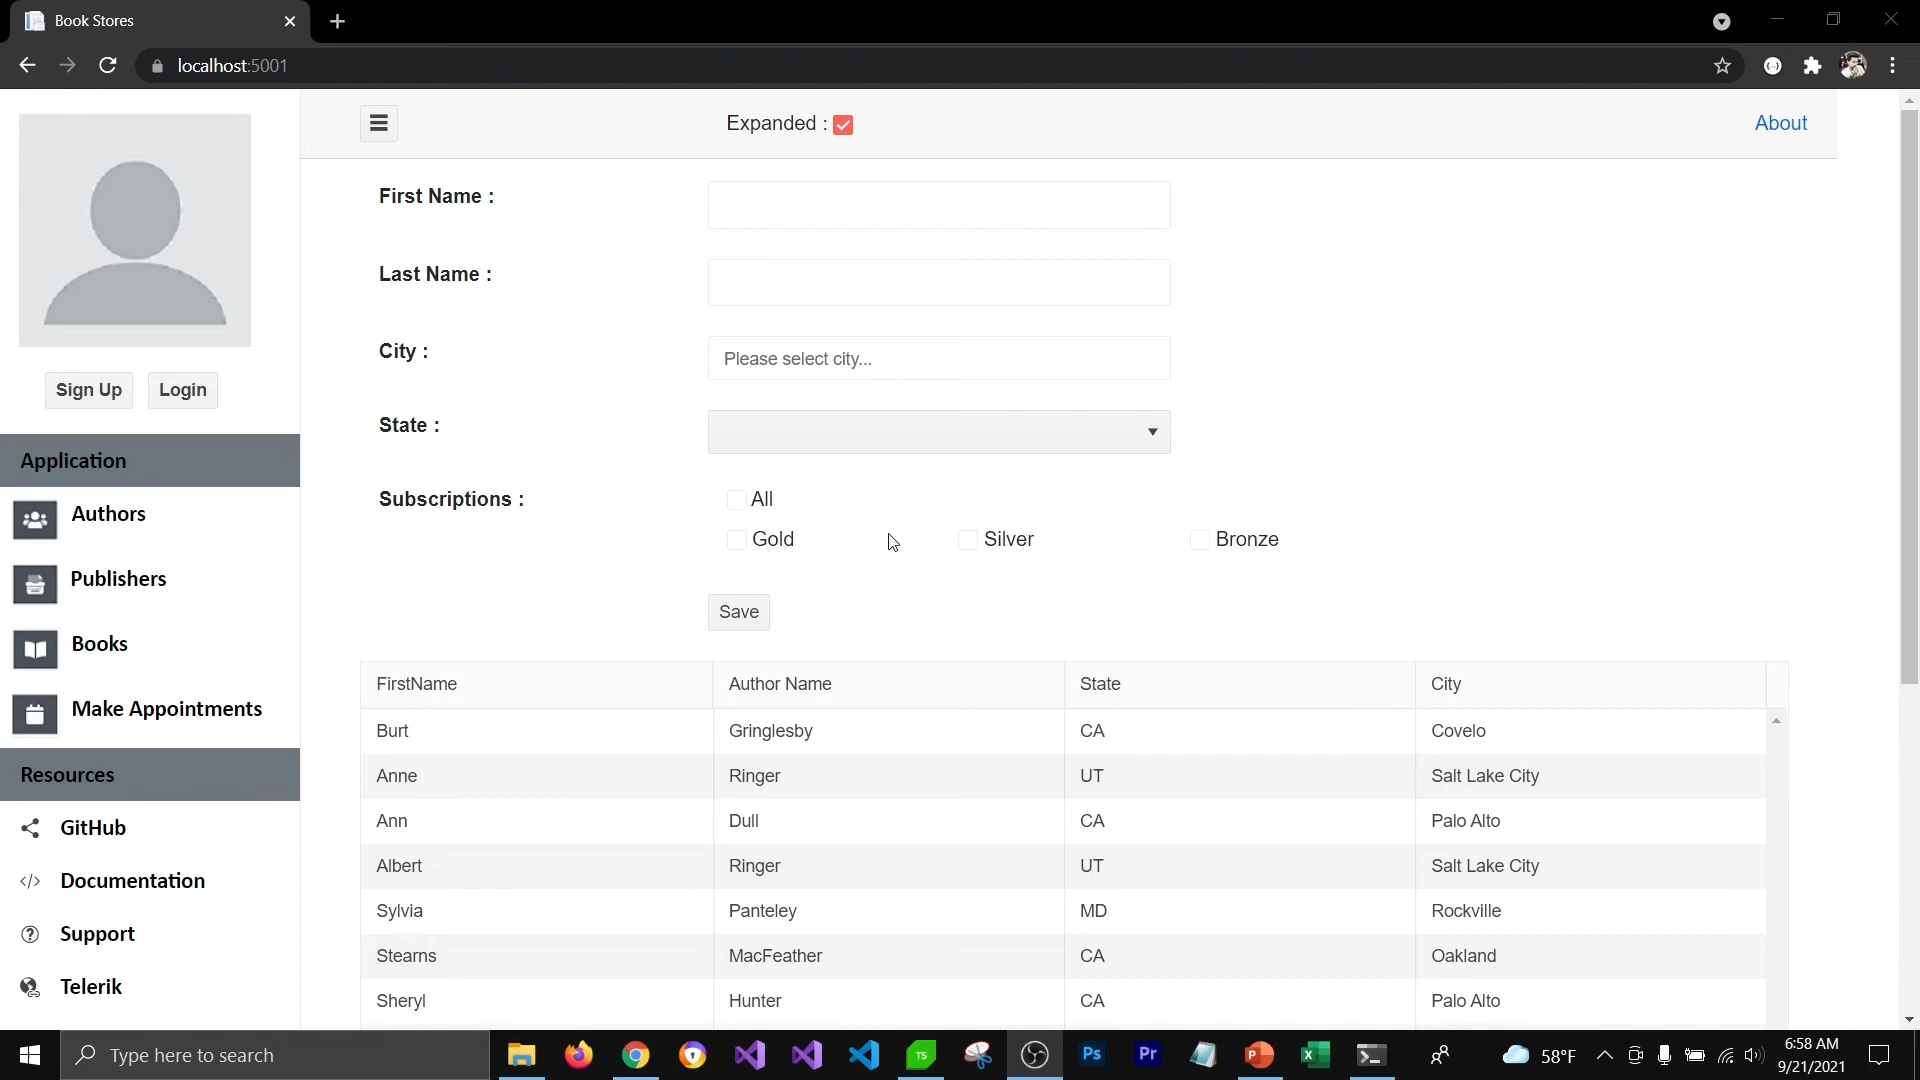 Book Stores
localhost:5001
Expanded :
About
First Name :
Last Name :
City :
Please select city...
State :
Subscriptions :
All
Gold
Silver
Bronze
Save
Sign Up
Login
Application
Authors
Publishers
Books
Make Appointments
Resources
GitHub
Documentation
Support
Telerik
FirstName Author Name State City
Burt Gringlesby CA Covelo
Anne Ringer UT Salt Lake City
Ann Dull CA Palo Alto
Albert Ringer UT Salt Lake City
Sylvia Panteley MD Rockville
Stearns MacFeather CA Oakland
Sheryl Hunter CA Palo Alto
Type here to search
TS
Ps
Pr
58°F
6:58 AM
9/21/2021